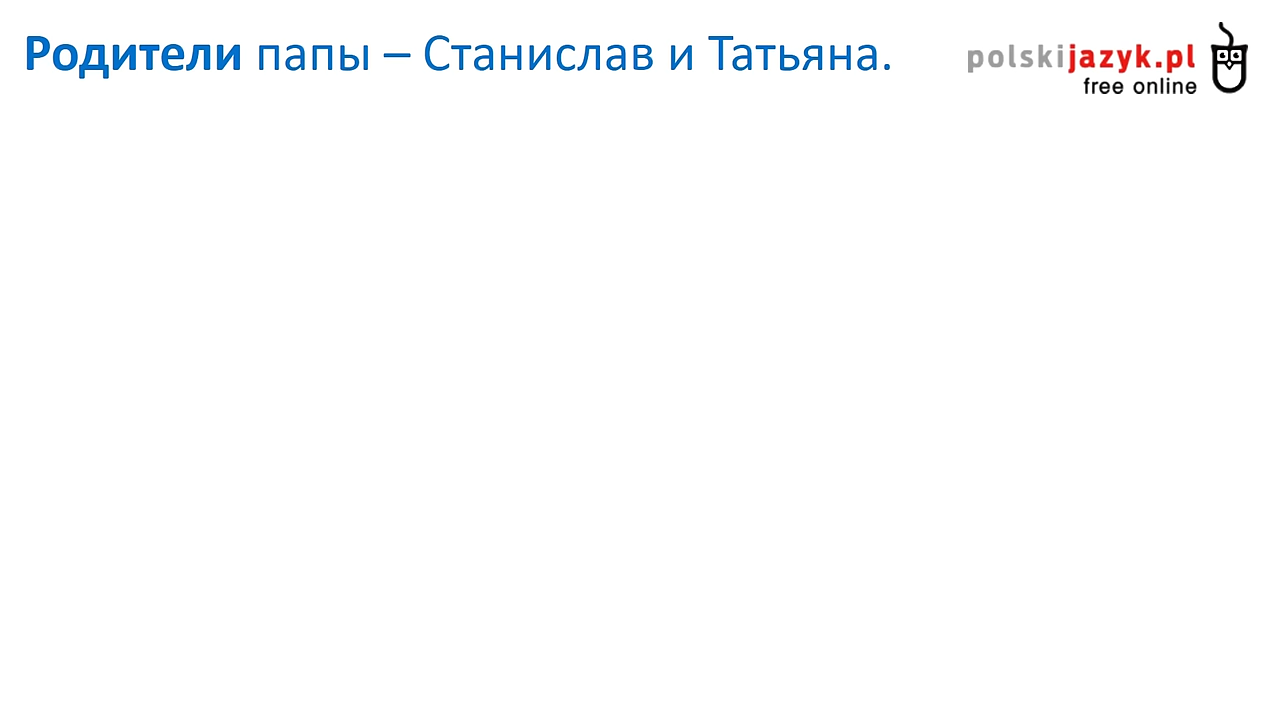 Родители папы – Станислав и Татьяна.
polskijazyk.pl
free online